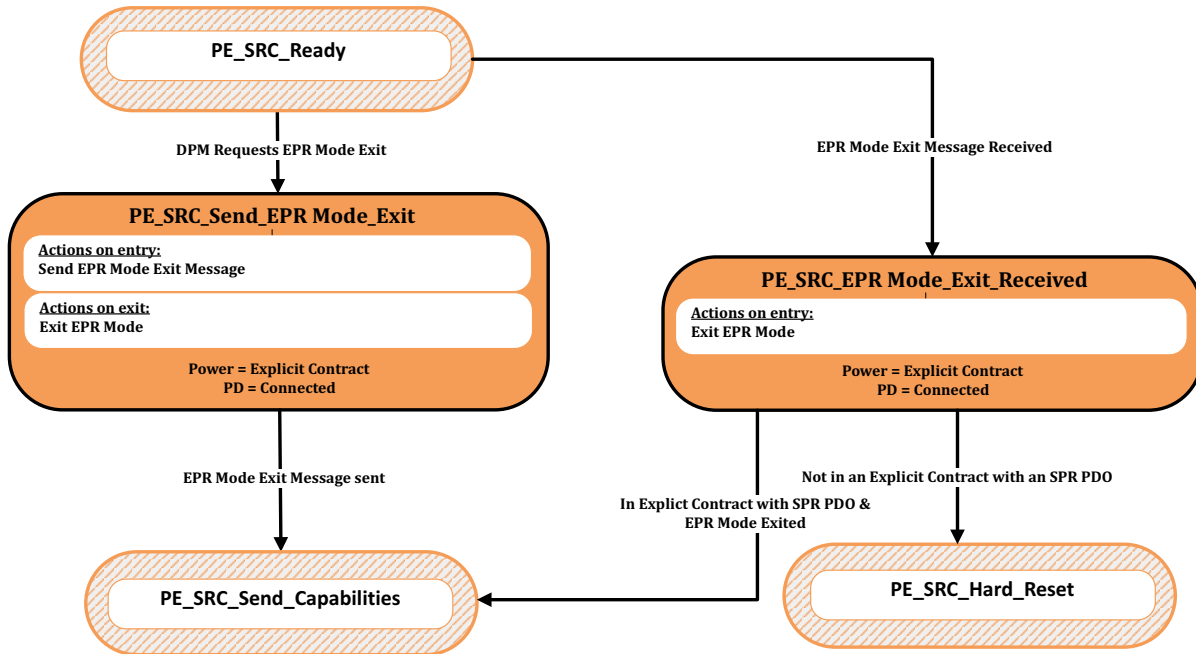 PE_SRC_Ready
DPM Requests EPR Mode Exit
EPR Mode Exit Message Received
PE_SRC_Send_EPR Mode_Exit
Actions on entry:
Send EPR Mode Exit Message
Actions on exit:
Exit EPR Mode
Power = Explicit Contract
PD = Connected
PE_SRC_EPR Mode_Exit_Received
Actions on entry:
Exit EPR Mode
Power = Explicit Contract
PD = Connected
EPR Mode Exit Message sent
Not in an Explicit Contract with an SPR PDO
In Explict Contract with SPR PDO &
EPR Mode Exited
PE_SRC_Send_Capabilities
PE_SRC_Hard_Reset